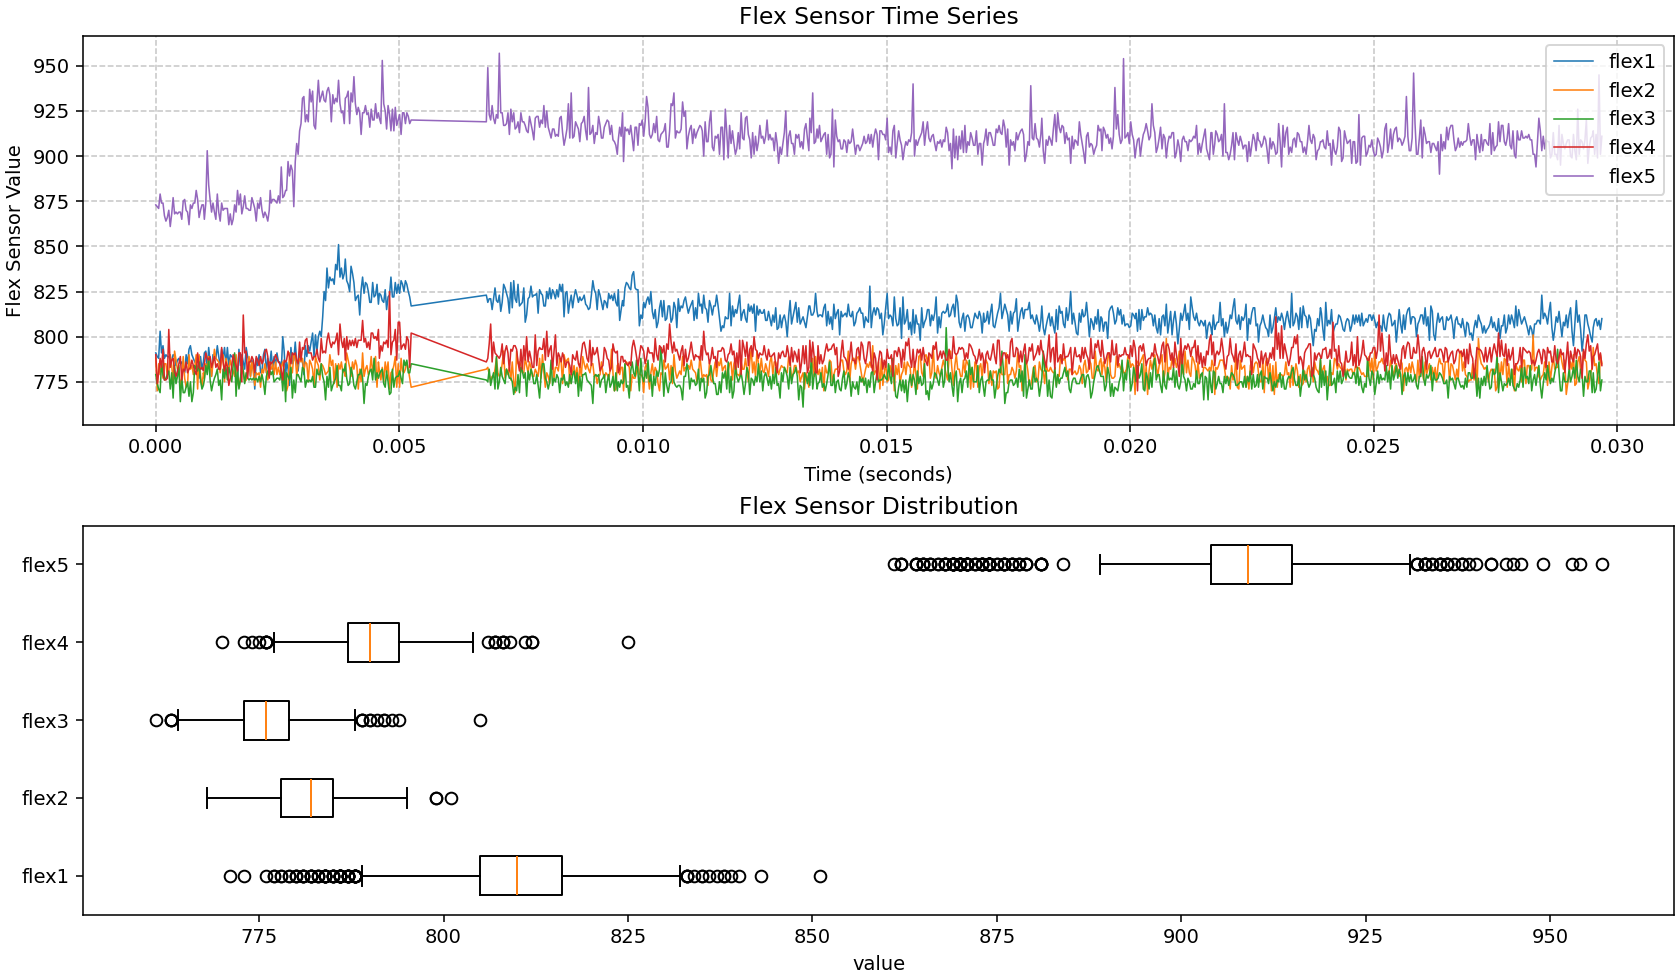 Flex Sensor Time Series
Flex Sensor Value
950
925
900
875
850
825
800
775
flex1
flex2
flex3
flex4
flex5
0.000 0.005 0.010 0.015 0.020 0.025 0.030
Time (seconds)
Flex Sensor Distribution
flex5
flex4
flex3
flex2
flex1
775 800 825 850 875 900 925 950
value